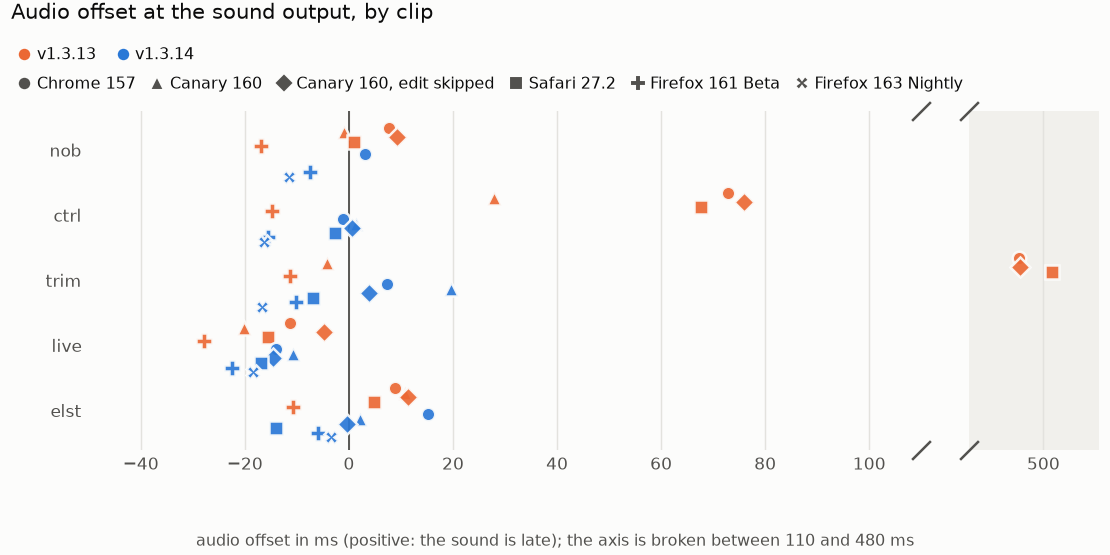 Audio offset at the sound output, by clip
v1.3.13 v1.3.14
Chrome 157 Canary 160 Canary 160, edit skipped Safari 27.2 Firefox 161 Beta Firefox 163 Nightly
nob
ctrl
trim
live
elst
−40 −20 0 20 40 60 80 100 500
audio offset in ms (positive: the sound is late); the axis is broken between 110 and 480 ms